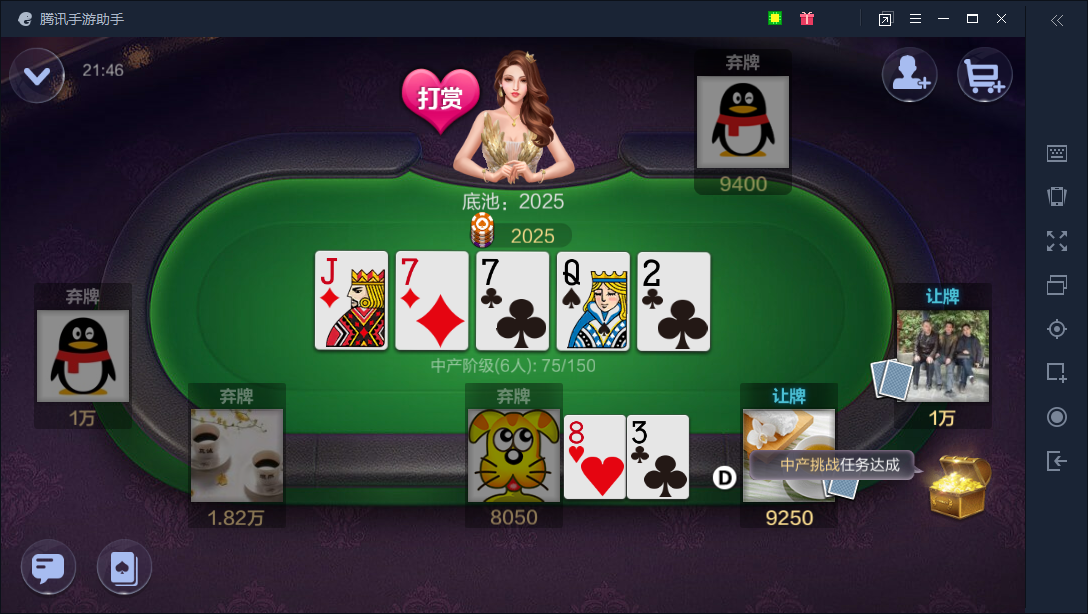 腾讯手游助手
21:46
打赏
弃牌
9400
底池：2025
2025
J
7
7
Q
2
中产阶级(6人): 75/150
弃牌
1万
让牌
1万
弃牌
1.82万
弃牌
8050
8
3
D
让牌
9250
中产挑战任务达成